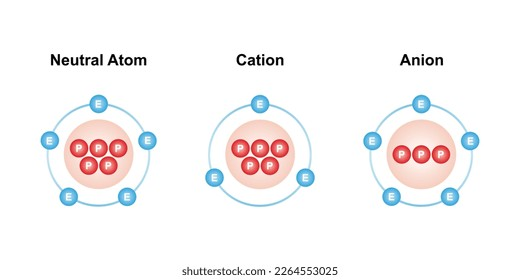 Neutral Atom Cation Anion
E E E
E P P P E P P P E P P P E
P P E P P E
E E E E
shutterstock.com · 2264553025